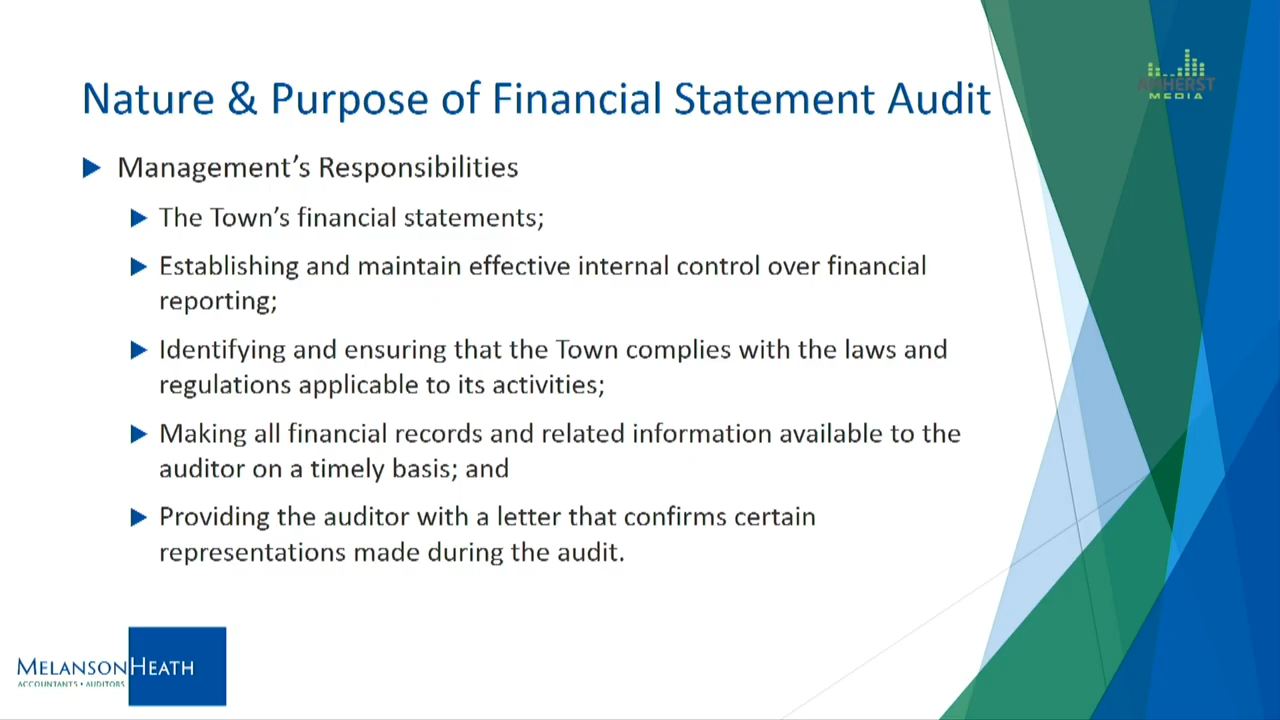 AMHERST
MEDIA
Nature & Purpose of Financial Statement Audit
Management’s Responsibilities
The Town’s financial statements;
Establishing and maintain effective internal control over financial
reporting;
Identifying and ensuring that the Town complies with the laws and
regulations applicable to its activities;
Making all financial records and related information available to the
auditor on a timely basis; and
Providing the auditor with a letter that confirms certain
representations made during the audit.
MELANSONHEATH
ACCOUNTANTS • AUDITORS